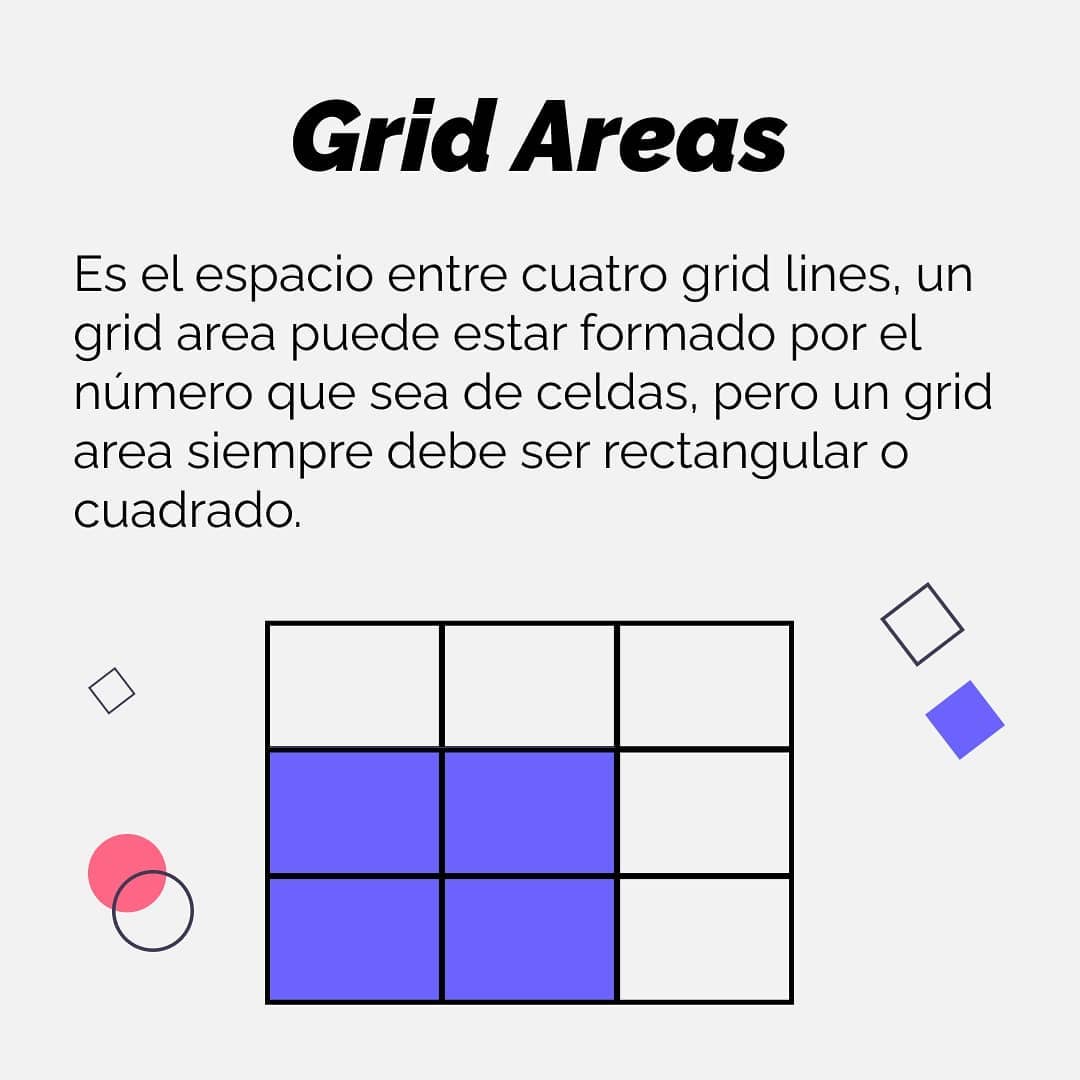 Grid Areas
Es el espacio entre cuatro grid lines, un
grid area puede estar formado por el
número que sea de celdas, pero un grid
area siempre debe ser rectangular o
cuadrado.